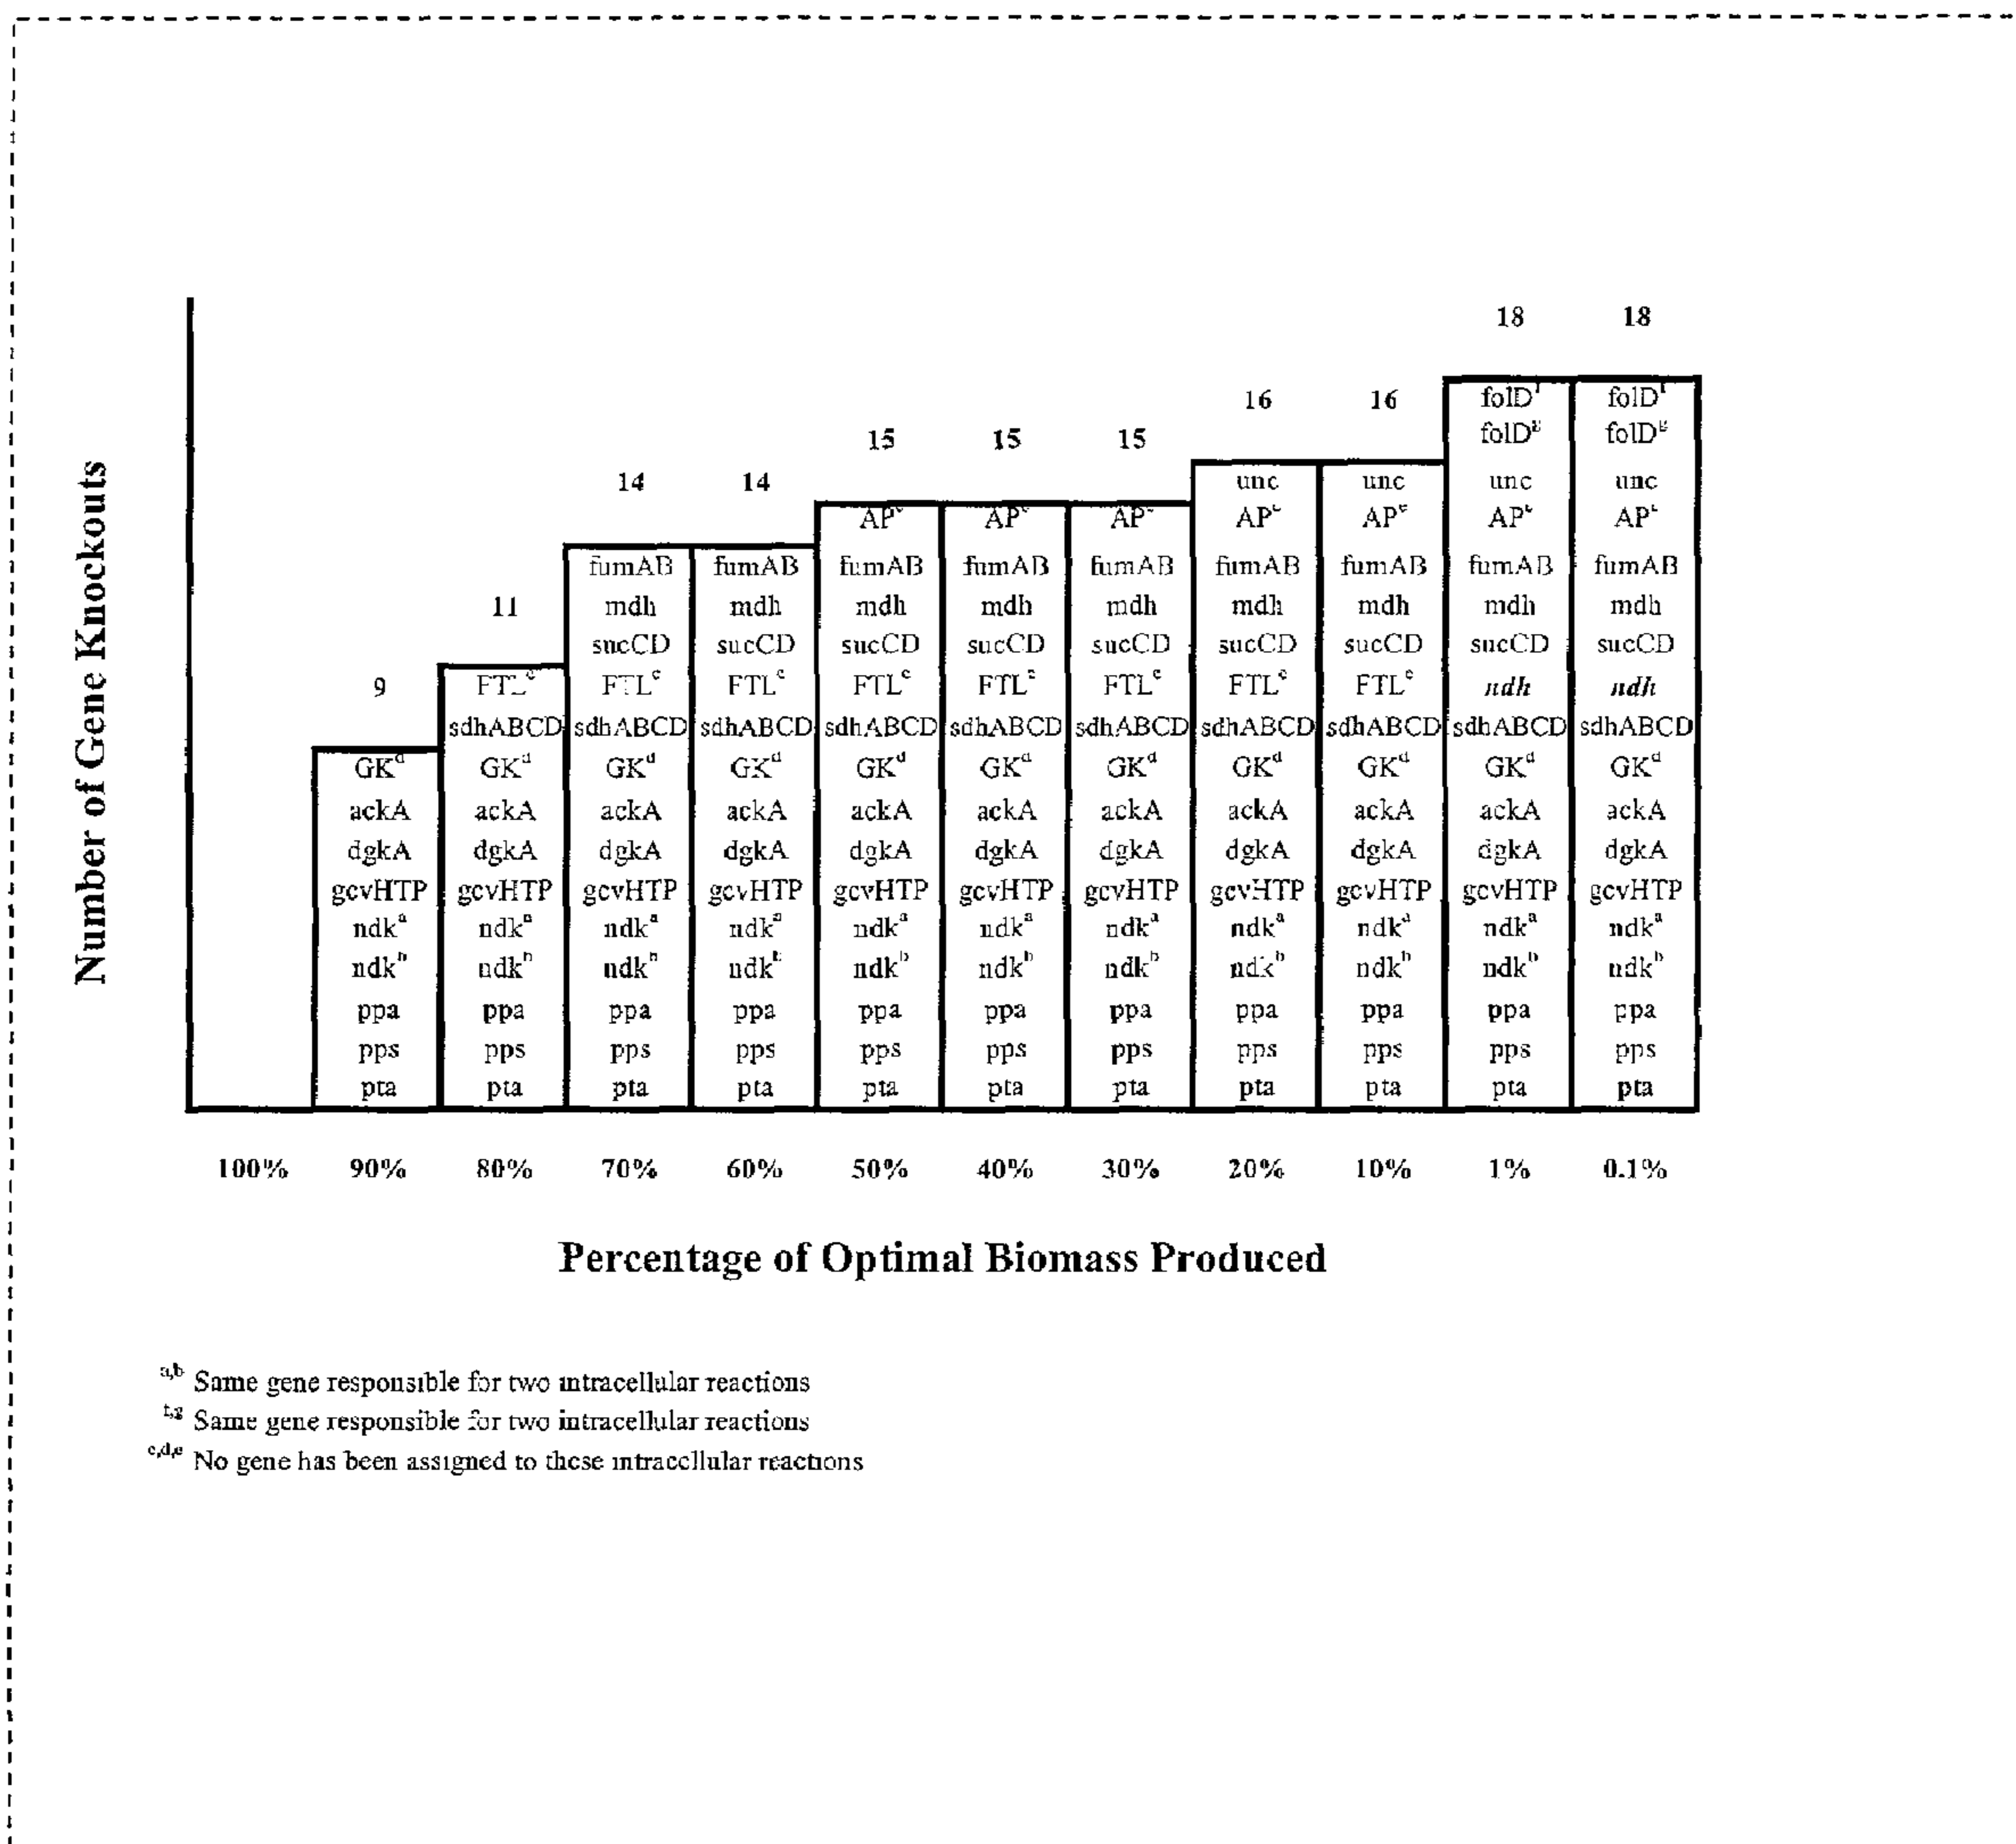 18 18
16 16
15 15 15
14 14
11
9
folD folD
folD^g folD^g
unc unc unc unc
AP AP AP AP AP AP AP
fumAB fumAB fumAB fumAB fumAB fumAB fumAB fumAB fumAB
mdh mdh mdh mdh mdh mdh mdh mdh mdh
sucCD sucCD sucCD sucCD sucCD sucCD sucCD sucCD sucCD
FTL^c FTL^c FTL^c FTL^c FTL^c FTL^c FTL^c FTL^c ndh ndh
sdhABCD sdhABCD sdhABCD sdhABCD sdhABCD sdhABCD sdhABCD sdhABCD sdhABCD sdhABCD
GK^d GK^d GK^d GK^d GK^d GK^d GK^d GK^d GK^d GK^d GK^d
ackA ackA ackA ackA ackA ackA ackA ackA ackA ackA ackA
dgkA dgkA dgkA dgkA dgkA dgkA dgkA dgkA dgkA dgkA dgkA
gcvHTP gcvHTP gcvHTP gcvHTP gcvHTP gcvHTP gcvHTP gcvHTP gcvHTP gcvHTP gcvHTP
ndk^a ndk^a ndk^a ndk^a ndk^a ndk^a ndk^a ndk^a ndk^a ndk^a ndk^a
ndk^b ndk^b ndk^b ndk^b ndk^b ndk^b ndk^b ndk^b ndk^b ndk^b ndk^b
ppa ppa ppa ppa ppa ppa ppa ppa ppa ppa ppa
pps pps pps pps pps pps pps pps pps pps pps
pta pta pta pta pta pta pta pta pta pta pta
Number of Gene Knockouts
100% 90% 80% 70% 60% 50% 40% 30% 20% 10% 1% 0.1%
Percentage of Optimal Biomass Produced
a,b Same gene responsible for two intracellular reactions
f,g Same gene responsible for two intracellular reactions
c,d,e No gene has been assigned to these intracellular reactions